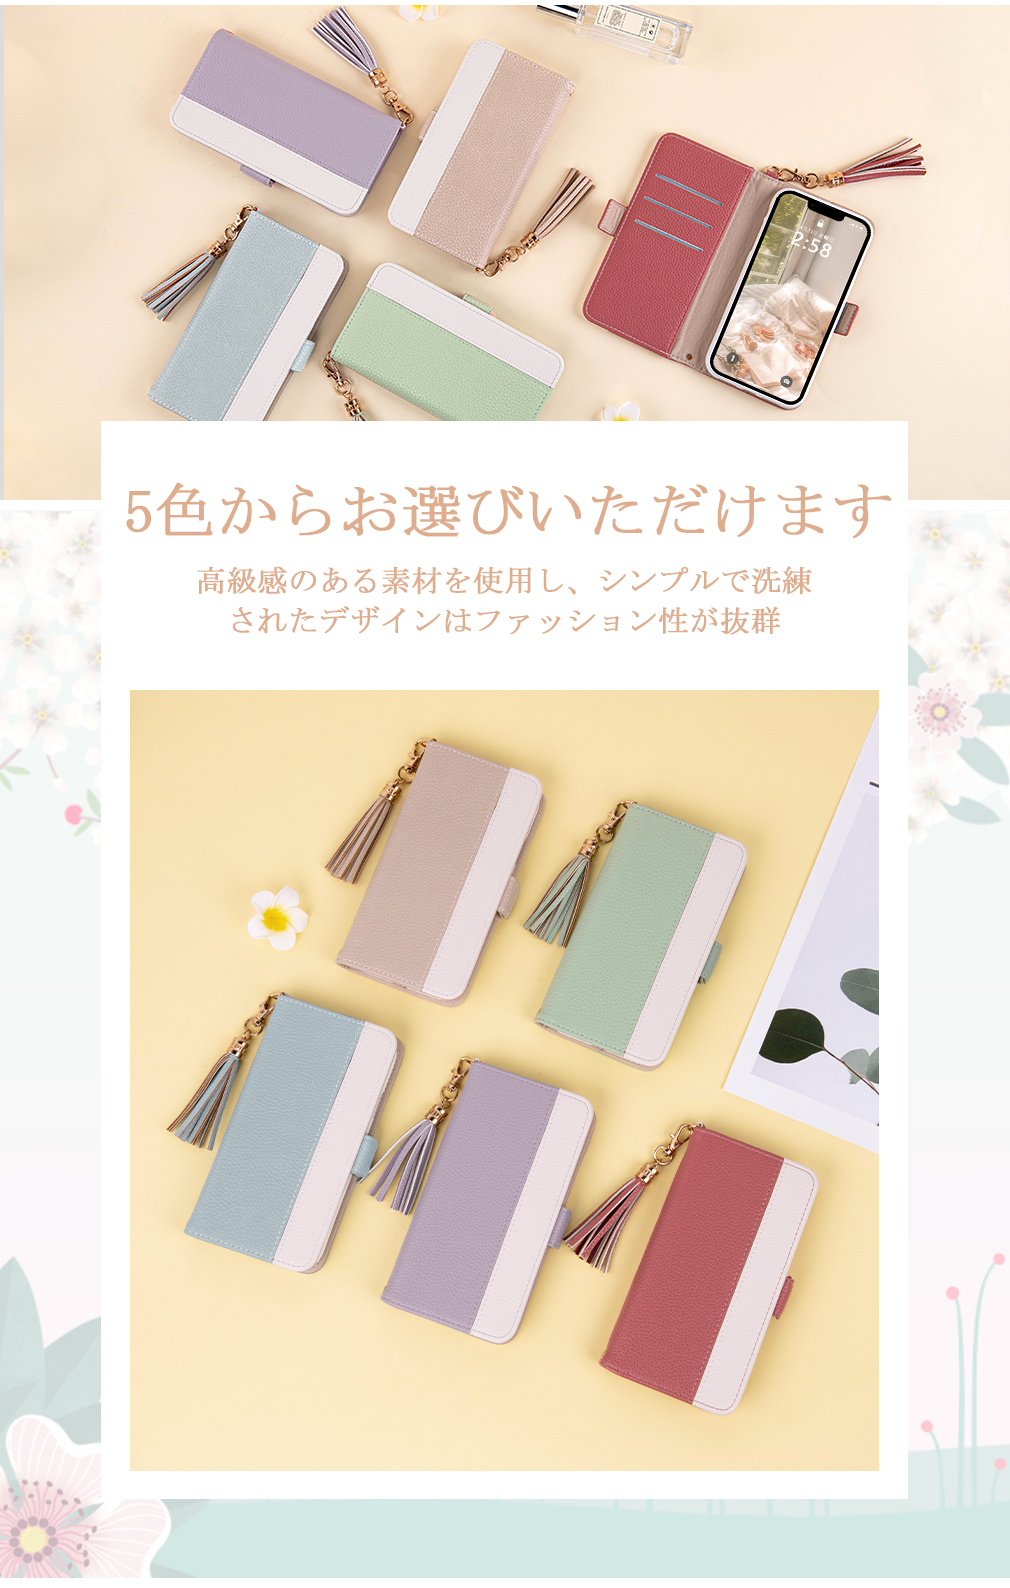 2:58
5色からお選びいただけます
高級感のある素材を使用し、シンプルで洗練
されたデザインはファッション性が抜群